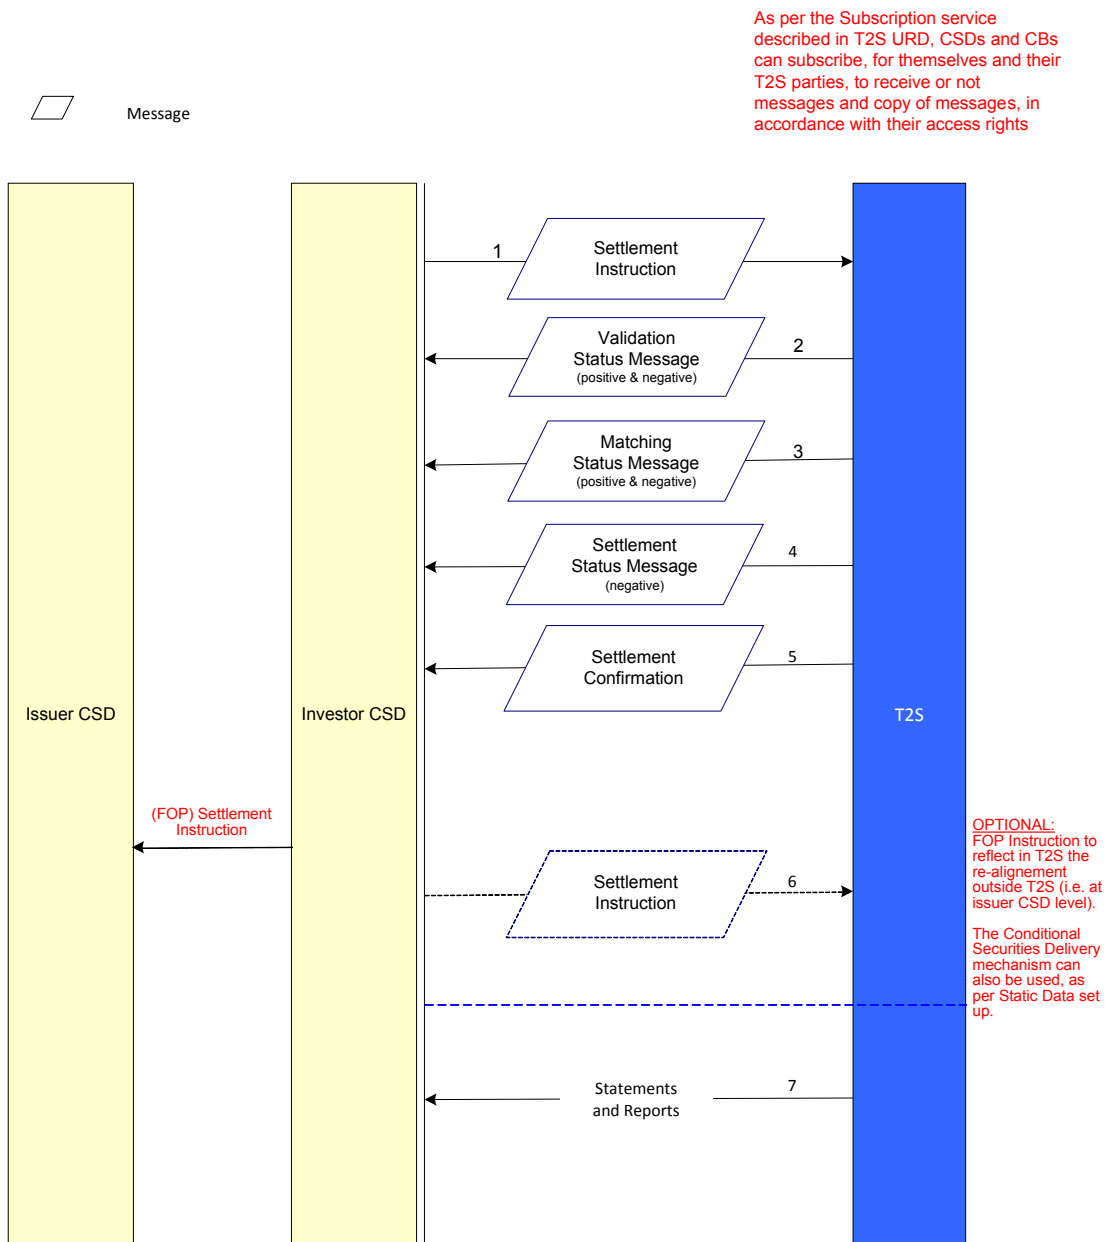 As per the Subscription service
described in T2S URD, CSDs and CBs
can subscribe, for themselves and their
T2S parties, to receive or not
messages and copy of messages, in
accordance with their access rights
Message
1
Settlement
Instruction
Validation
Status Message
(positive & negative)
2
Matching
Status Message
(positive & negative)
3
Settlement
Status Message
(negative)
4
Settlement
Confirmation
5
Issuer CSD
Investor CSD
T2S
(FOP) Settlement
Instruction
Settlement
Instruction
6
OPTIONAL:
FOP Instruction to
reflect in T2S the
re-alignement
outside T2S (i.e. at
issuer CSD level).
The Conditional
Securities Delivery
mechanism can
also be used, as
per Static Data set
up.
Statements
and Reports
7